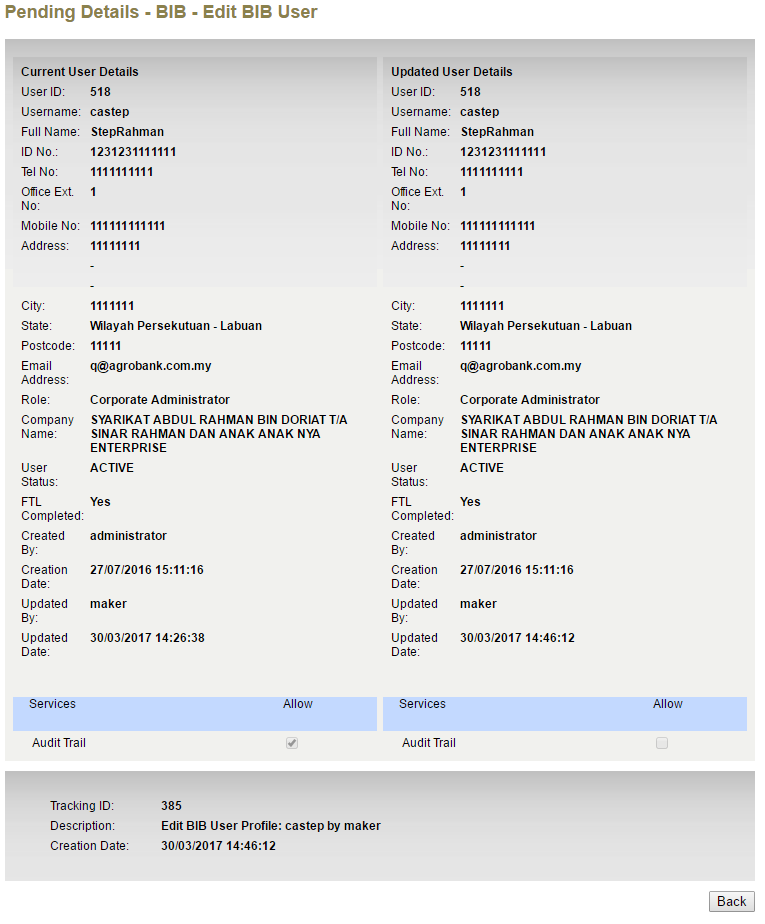 Pending Details - BIB - Edit BIB User
Current User Details
User ID: 518
Username: castep
Full Name: StepRahman
ID No.: 1231231111111
Tel No: 1111111111
Office Ext. 1
No:
Mobile No: 111111111111
Address: 11111111
-
-
City: 1111111
State: Wilayah Persekutuan - Labuan
Postcode: 11111
Email q@agrobank.com.my
Address:
Role: Corporate Administrator
Company SYARIKAT ABDUL RAHMAN BIN DORIAT T/A
Name: SINAR RAHMAN DAN ANAK ANAK NYA
ENTERPRISE
User ACTIVE
Status:
FTL Yes
Completed:
Created administrator
By:
Creation 27/07/2016 15:11:16
Date:
Updated maker
By:
Updated 30/03/2017 14:26:38
Date:
Services Allow
Audit Trail
Updated User Details
User ID: 518
Username: castep
Full Name: StepRahman
ID No.: 1231231111111
Tel No: 1111111111
Office Ext. 1
No:
Mobile No: 111111111111
Address: 11111111
-
-
City: 1111111
State: Wilayah Persekutuan - Labuan
Postcode: 11111
Email q@agrobank.com.my
Address:
Role: Corporate Administrator
Company SYARIKAT ABDUL RAHMAN BIN DORIAT T/A
Name: SINAR RAHMAN DAN ANAK ANAK NYA
ENTERPRISE
User ACTIVE
Status:
FTL Yes
Completed:
Created administrator
By:
Creation 27/07/2016 15:11:16
Date:
Updated maker
By:
Updated 30/03/2017 14:46:12
Date:
Services Allow
Audit Trail
Tracking ID: 385
Description: Edit BIB User Profile: castep by maker
Creation Date: 30/03/2017 14:46:12
Back